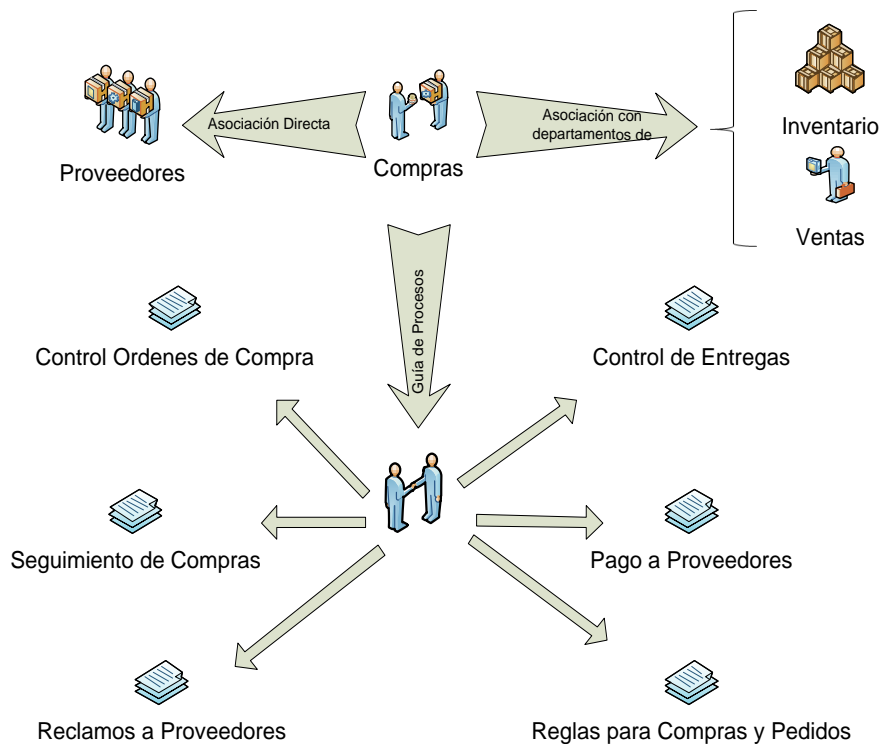 Asociación Directa
Asociación con
departamentos de
Proveedores
Compras
Inventario
Ventas
Guía de Procesos
Control Ordenes de Compra
Control de Entregas
Seguimiento de Compras
Pago a Proveedores
Reclamos a Proveedores
Reglas para Compras y Pedidos